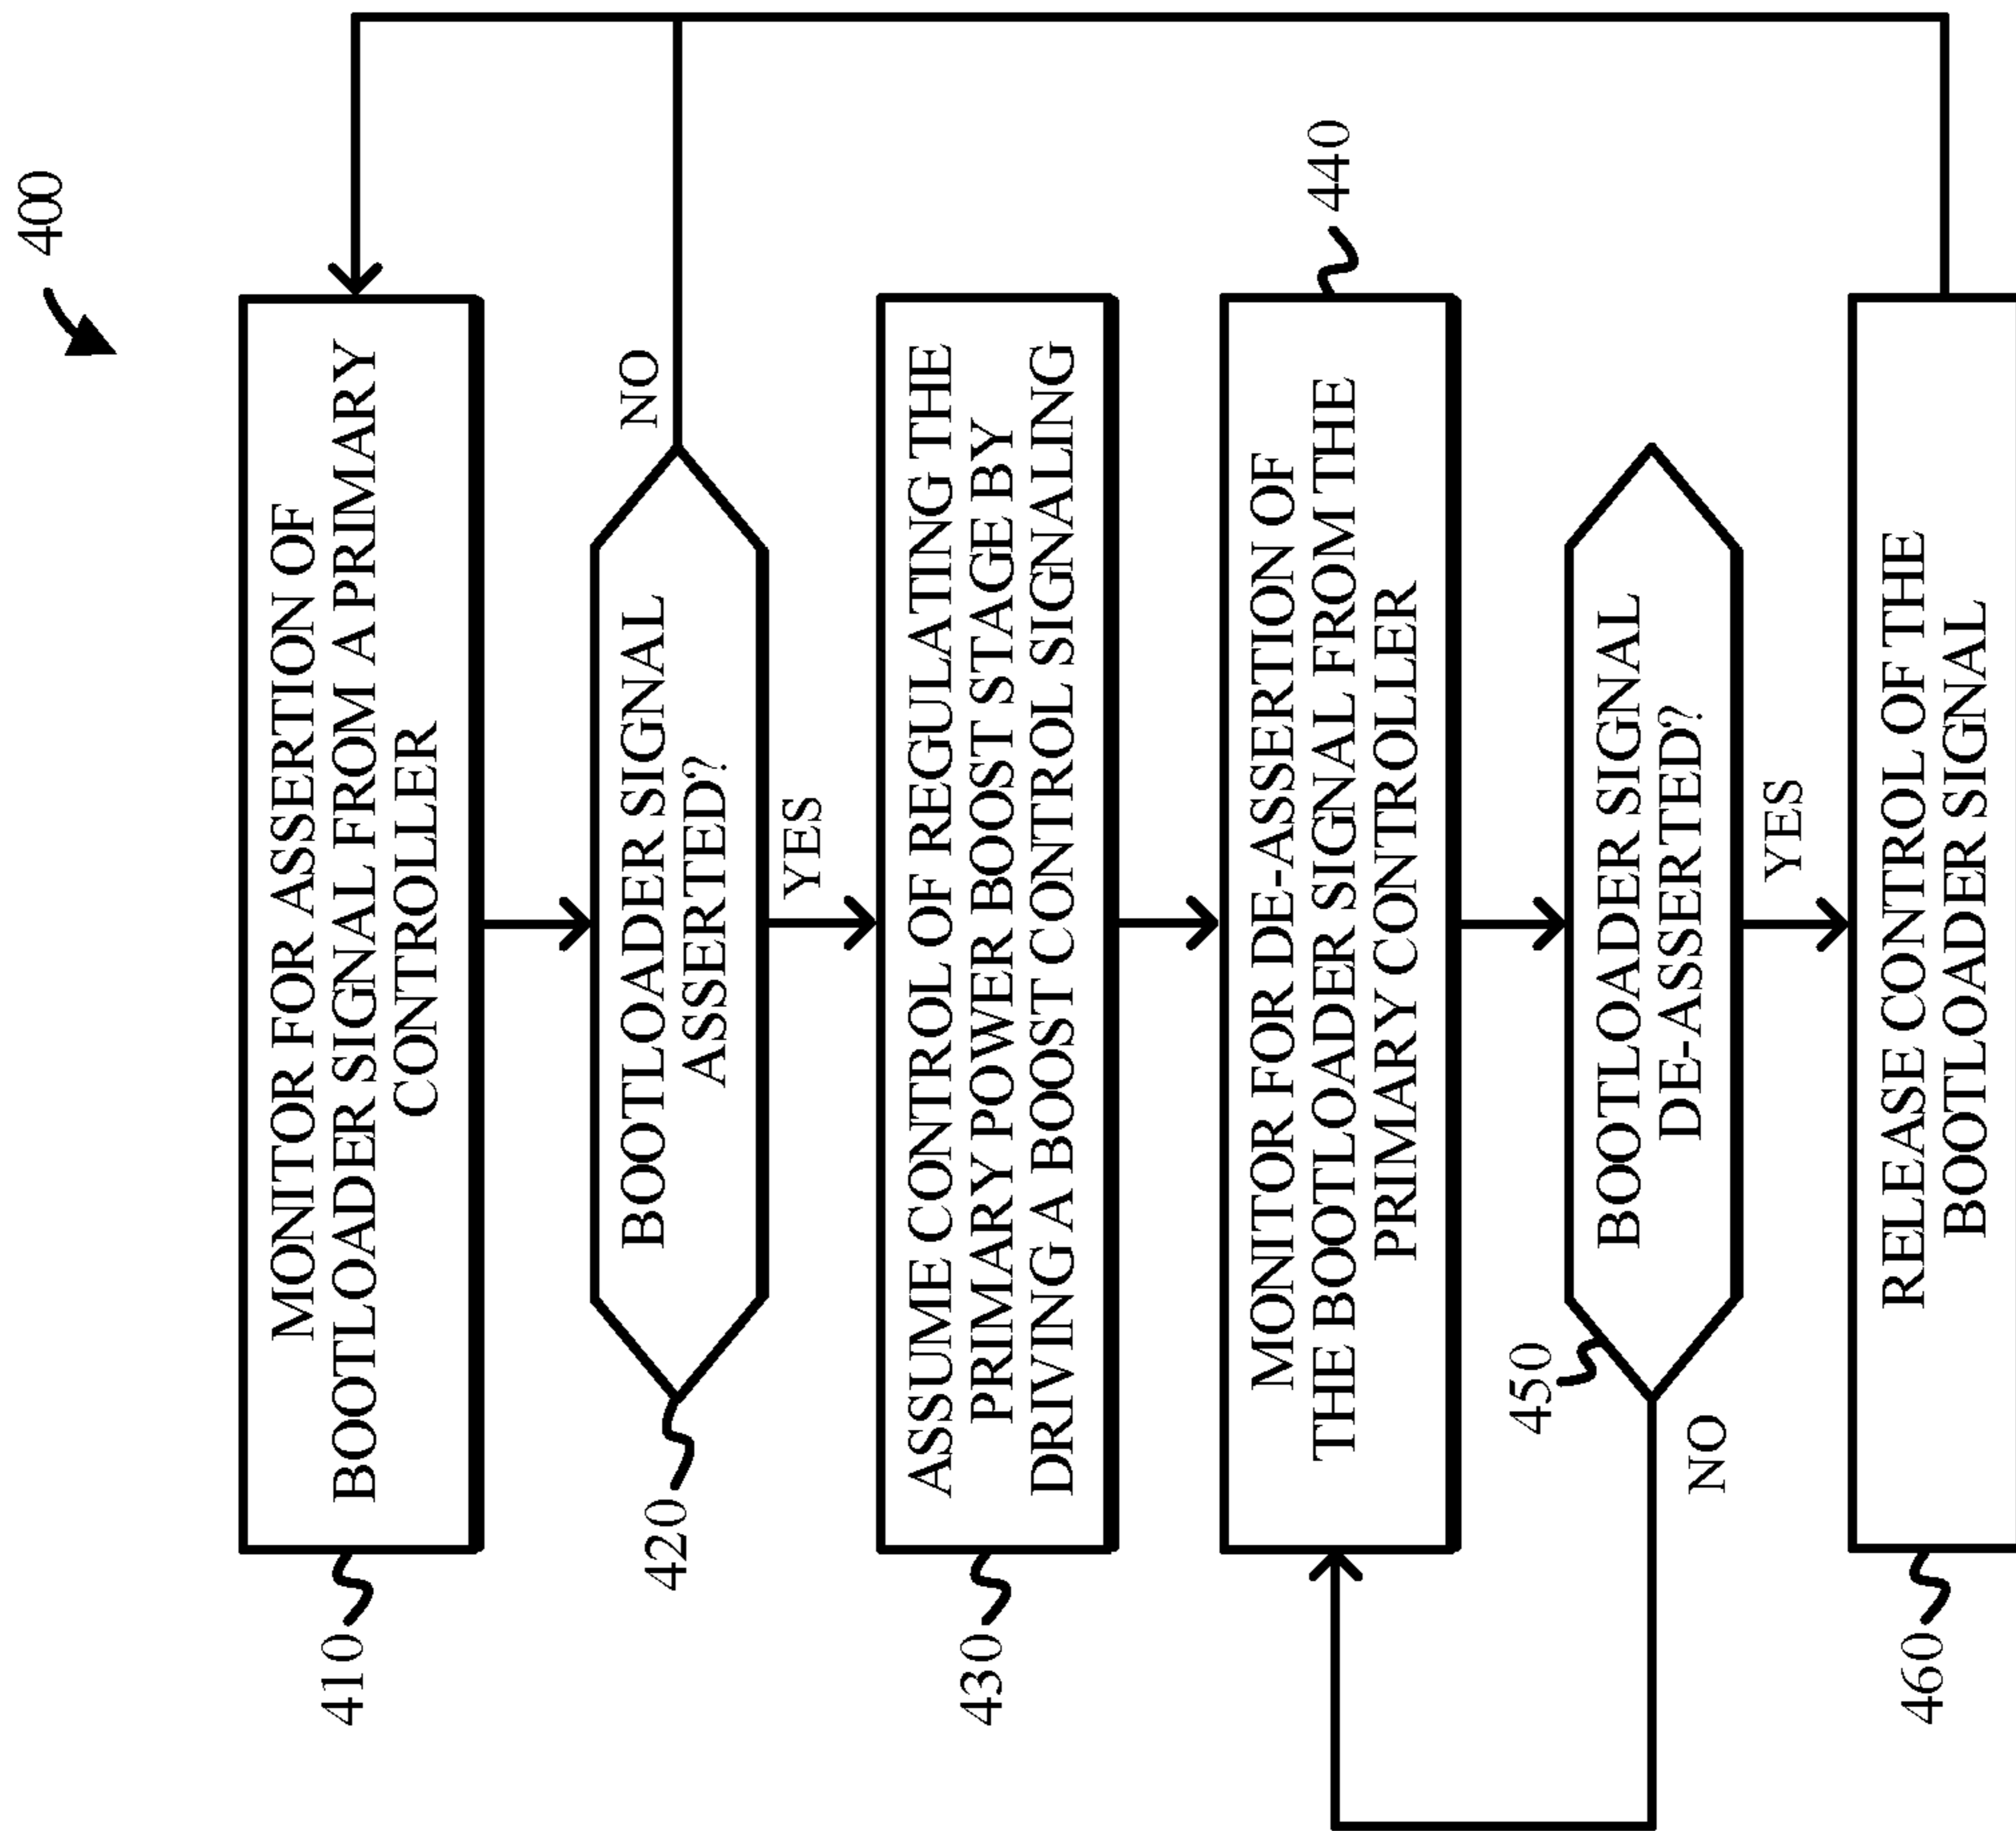 400
410
MONITOR FOR ASSERTION OF
BOOTLOADER SIGNAL FROM A PRIMARY
CONTROLLER
420
BOOTLOADER SIGNAL
ASSERTED?
NO
YES
430
ASSUME CONTROL OF REGULATING THE
PRIMARY POWER BOOST STAGE BY
DRIVING A BOOST CONTROL SIGNALING
440
MONITOR FOR DE-ASSERTION OF
THE BOOTLOADER SIGNAL FROM THE
PRIMARY CONTROLLER
450
BOOTLOADER SIGNAL
DE-ASSERTED?
NO
YES
460
RELEASE CONTROL OF THE
BOOTLOADER SIGNAL